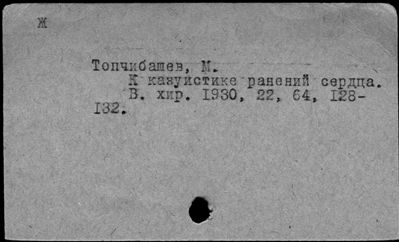 Ж
Топчибашев, М.
К казуистике ранений сердца.
В. хир. 1930, 22, 64, 128-
132.